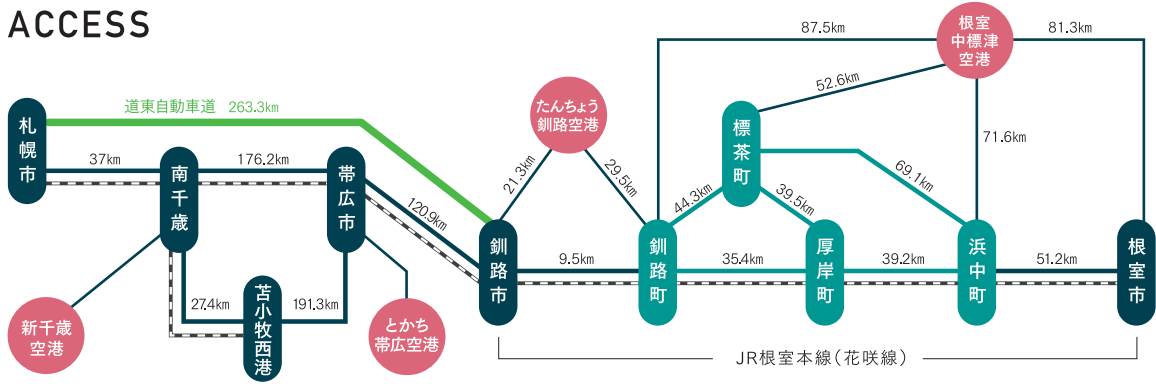 ACCESS
87.5km
根室
中標津
空港
81.3km
52.6km
道東自動車道 263.3km
たんちょう
釧路空港
札幌市
標茶町
71.6km
37km
南千歳
176.2km
帯広市
21.3km
29.5km
69.1km
44.3km
39.5km
120.9km
釧路市
9.5km
釧路町
35.4km
厚岸町
39.2km
浜中町
51.2km
根室市
新千歳
空港
27.4km
苫小牧西港
191.3km
とかち
帯広空港
JR根室本線(花咲線)